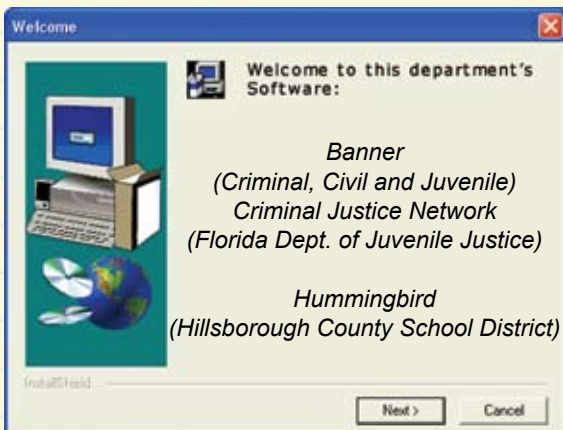 Welcome
Welcome to this department's
Software:
Banner
(Criminal, Civil and Juvenile)
Criminal Justice Network
(Florida Dept. of Juvenile Justice)
Hummingbird
(Hillsborough County School District)
InstallShield
Next >
Cancel